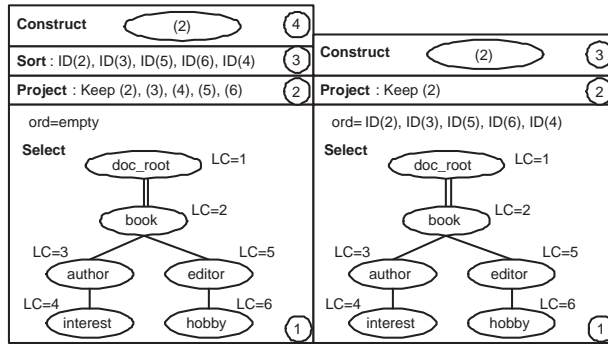 Construct (2) 4
Sort : ID(2), ID(3), ID(5), ID(6), ID(4) 3
Project : Keep (2), (3), (4), (5), (6) 2
ord=empty
Select
doc_root LC=1
book LC=2
LC=3 LC=5
author editor
LC=4 LC=6
interest hobby
1
Construct (2) 3
Project : Keep (2) 2
ord= ID(2), ID(3), ID(5), ID(6), ID(4)
Select
doc_root LC=1
book LC=2
LC=3 LC=5
author editor
LC=4 LC=6
interest hobby
1